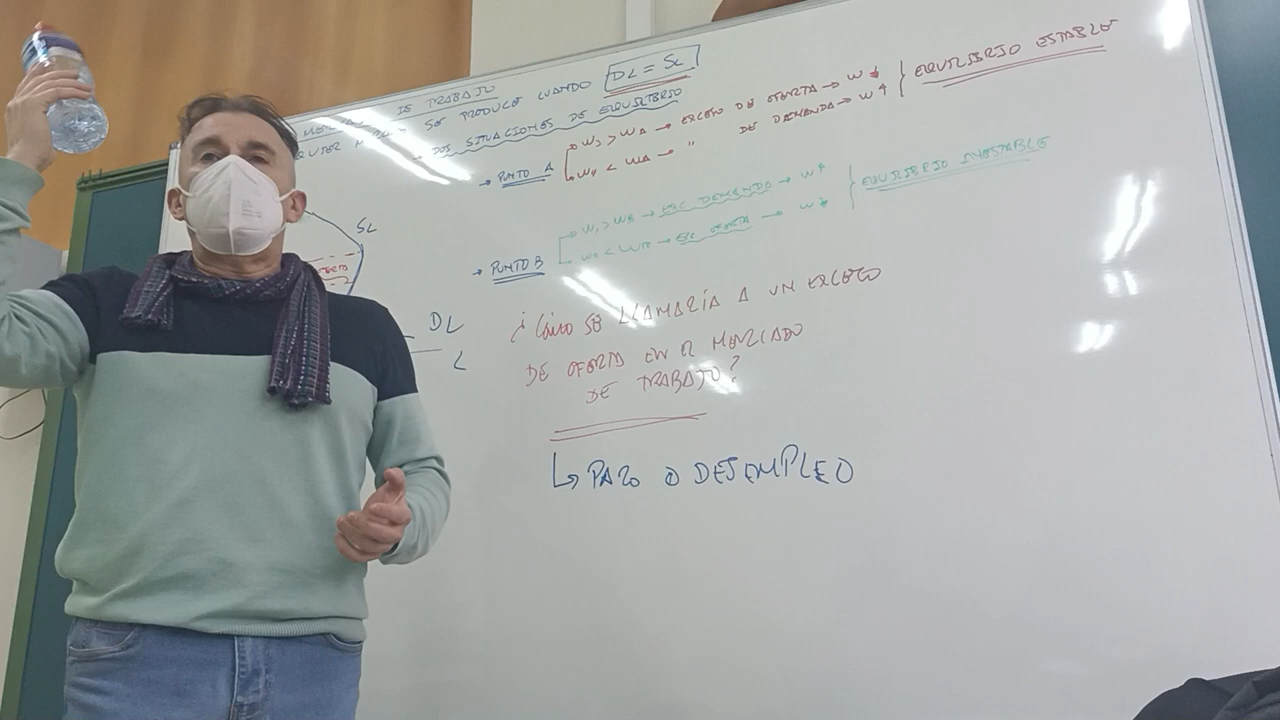 DE TRABAJO
SE PRODUCE CUANDO DL = SL
→ DOS SITUACIONES DE EQUILIBRIO
→ PUNTO A
W1 > WA → EXCESO DE OFERTA → W ↓
W2 < WA → " DE DEMANDA → W ↑
EQUILIBRIO ESTABLE
→ PUNTO B
W1 > WB → EXC DEMANDA → W ↑
W2 < WB → EXC OFERTA → W ↓
EQUILIBRIO INESTABLE
SL
DL
L
¿CÓMO SE LLAMARÍA A UN EXCESO
DE OFERTA EN EL MERCADO
DE TRABAJO?
↳ PARO O DESEMPLEO